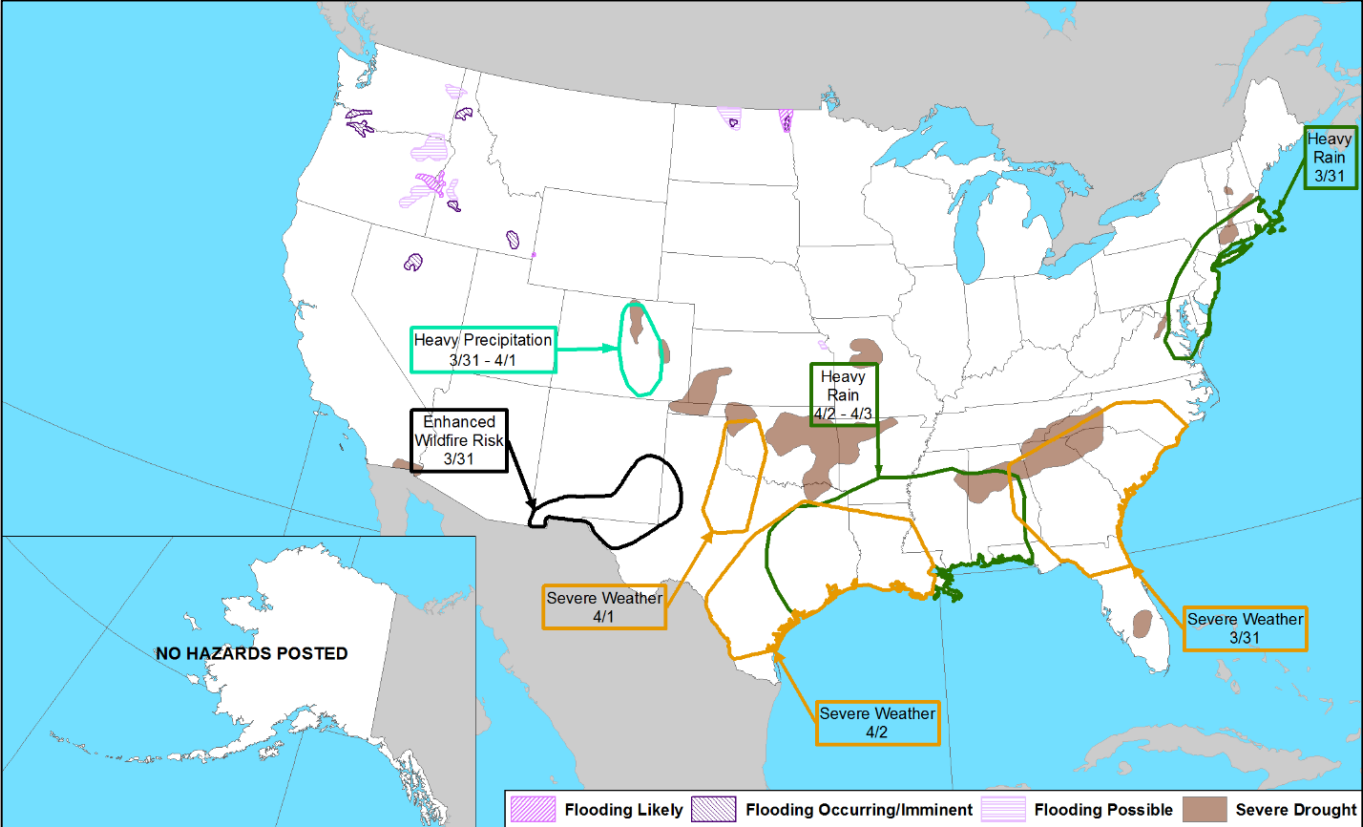 Heavy
Rain
3/31
Heavy Precipitation
3/31 - 4/1
Heavy
Rain
4/2 - 4/3
Enhanced
Wildfire Risk
3/31
Severe Weather
4/1
Severe Weather
3/31
NO HAZARDS POSTED
Severe Weather
4/2
Flooding Likely
Flooding Occurring/Imminent
Flooding Possible
Severe Drought